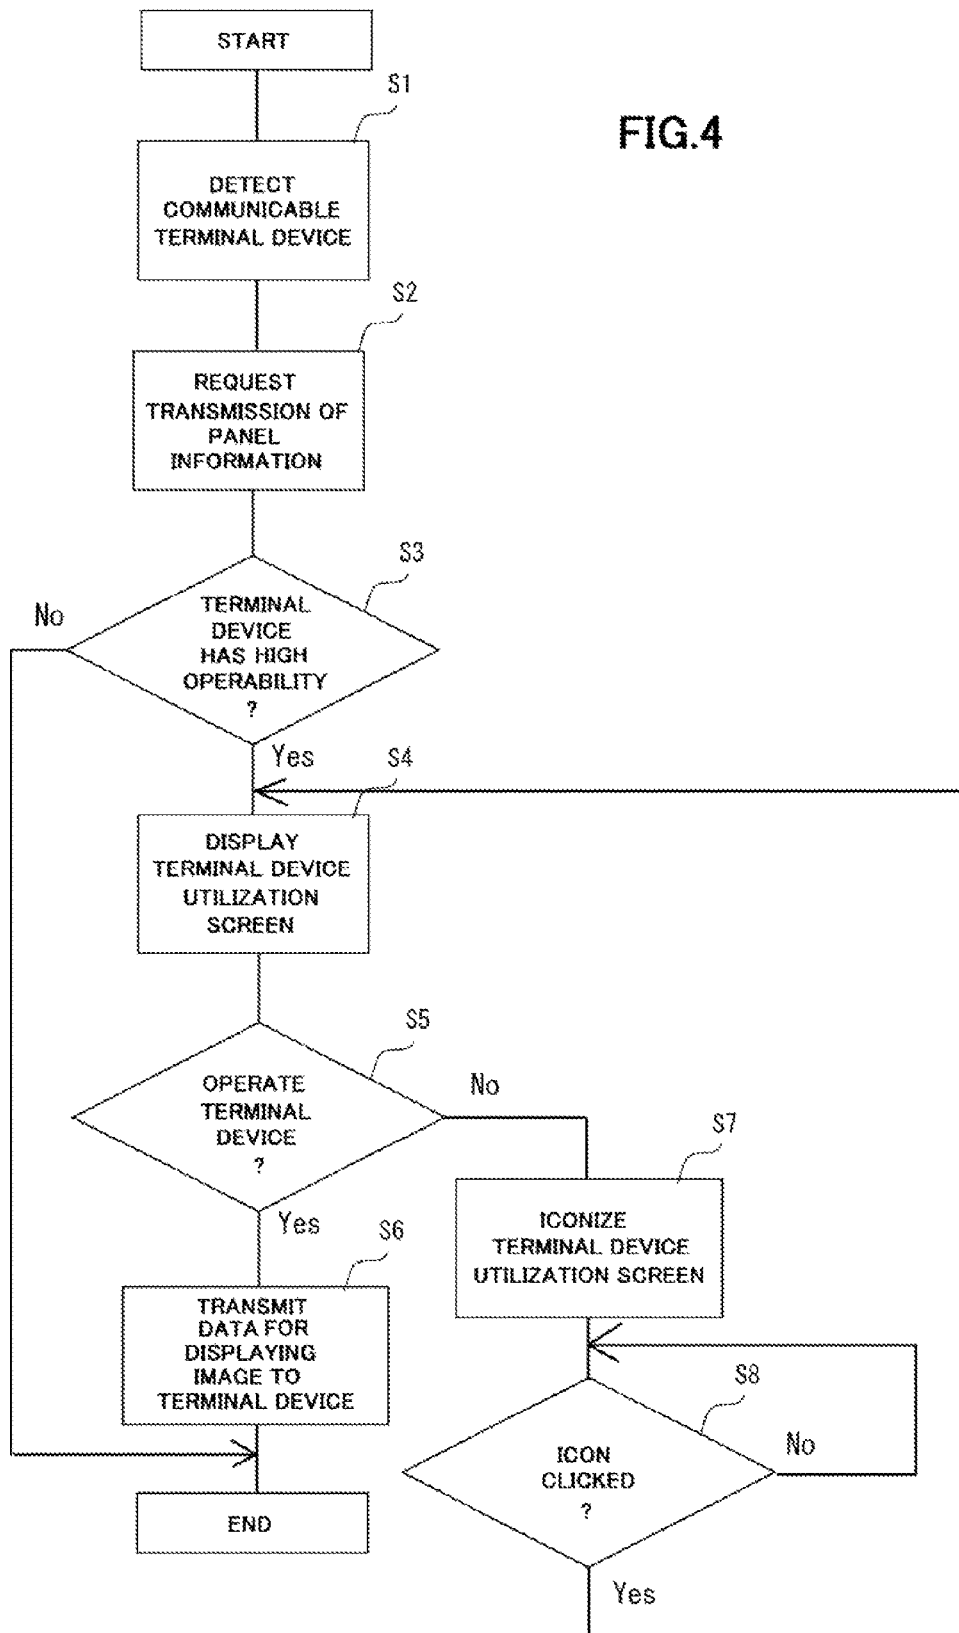 START
S1
FIG.4
DETECT
COMMUNICABLE
TERMINAL DEVICE
S2
REQUEST
TRANSMISSION OF
PANEL
INFORMATION
S3
No
TERMINAL
DEVICE
HAS HIGH
OPERABILITY
?
Yes
S4
DISPLAY
TERMINAL DEVICE
UTILIZATION
SCREEN
S5
OPERATE
TERMINAL
DEVICE
?
No
Yes
S7
ICONIZE
TERMINAL DEVICE
UTILIZATION SCREEN
S6
TRANSMIT
DATA FOR
DISPLAYING
IMAGE TO
TERMINAL DEVICE
S8
ICON
CLICKED
?
No
END
Yes